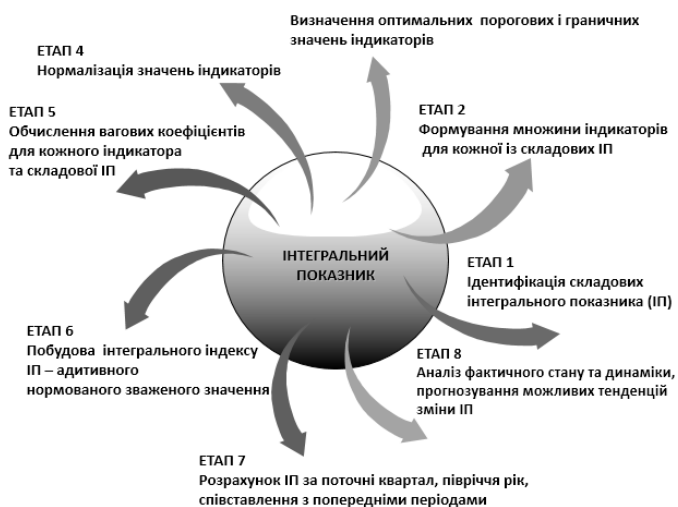 Визначення оптимальних порогових і граничних
значень індикаторів
ЕТАП 4
Нормалізація значень індикаторів
ЕТАП 5
Обчислення вагових коефіцієнтів
для кожного індикатора
та складової ІП
ЕТАП 2
Формування множини індикаторів
для кожної із складових ІП
ІНТЕГРАЛЬНИЙ
ПОКАЗНИК
ЕТАП 1
Ідентифікація складових
інтегрального показника (ІП)
ЕТАП 6
Побудова інтегрального індексу
ІП – адитивного
нормованого зваженого значення
ЕТАП 8
Аналіз фактичного стану та динаміки,
прогнозування можливих тенденцій
зміни ІП
ЕТАП 7
Розрахунок ІП за поточні квартал, півріччя рік,
співставлення з попередніми періодами